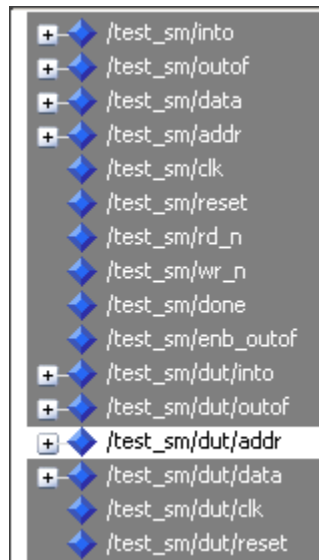 /test_sm/into
/test_sm/outof
/test_sm/data
/test_sm/addr
/test_sm/clk
/test_sm/reset
/test_sm/rd_n
/test_sm/wr_n
/test_sm/done
/test_sm/enb_outof
/test_sm/dut/into
/test_sm/dut/outof
/test_sm/dut/addr
/test_sm/dut/data
/test_sm/dut/clk
/test_sm/dut/reset